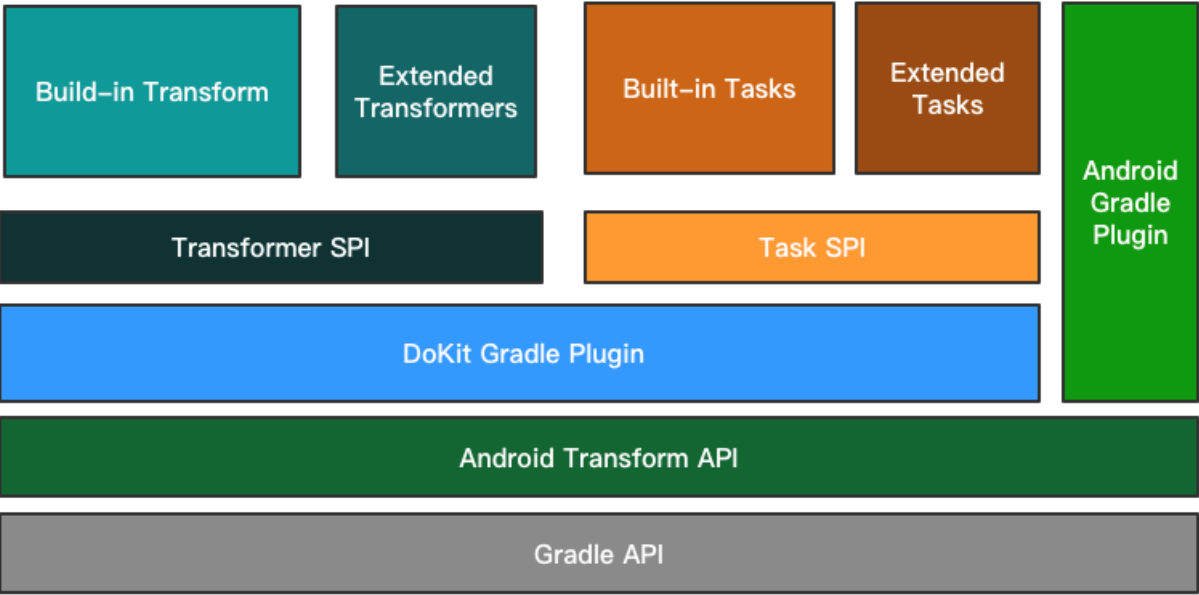 Build-in Transform
Extended
Transformers
Built-in Tasks
Extended
Tasks
Android
Gradle
Plugin
Transformer SPI
Task SPI
DoKit Gradle Plugin
Android Transform API
Gradle API